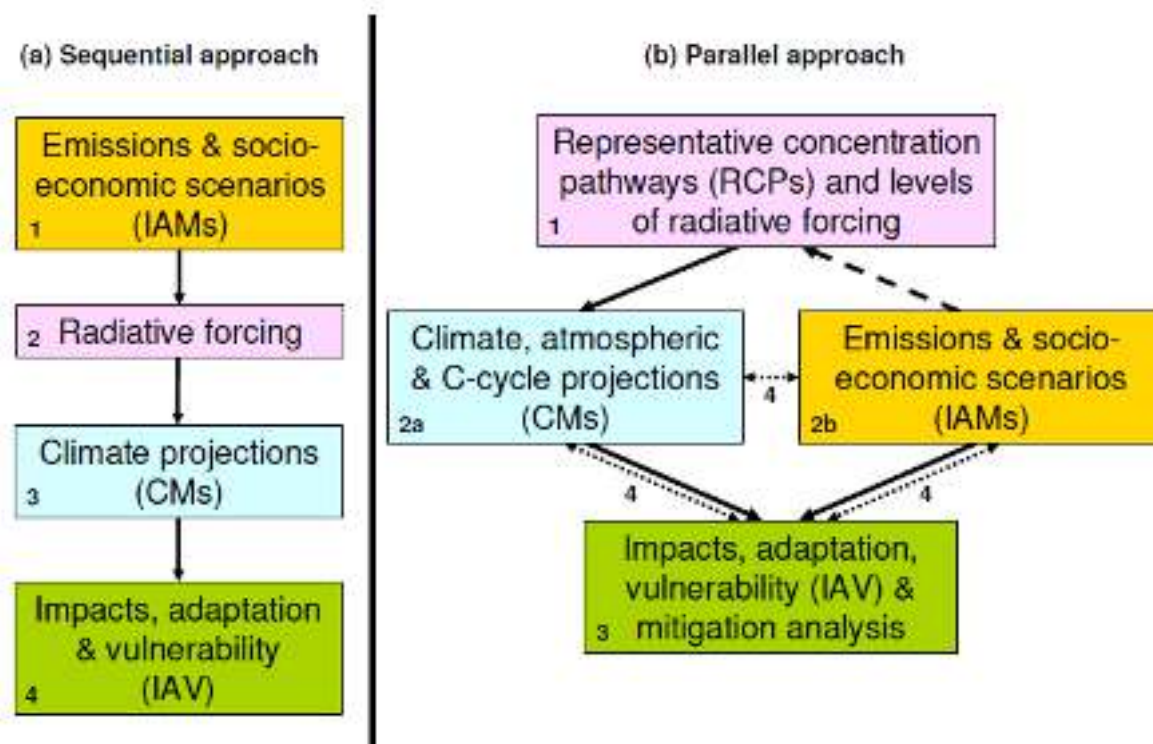 (a) Sequential approach
Emissions & socio-
economic scenarios
(IAMs)
1
2
Radiative forcing
Climate projections
(CMs)
3
Impacts, adaptation
& vulnerability
(IAV)
4
(b) Parallel approach
Representative concentration
pathways (RCPs) and levels
of radiative forcing
1
Climate, atmospheric
& C-cycle projections
(CMs)
2a
4
Emissions & socio-
economic scenarios
(IAMs)
2b
4
4
Impacts, adaptation,
vulnerability (IAV) &
mitigation analysis
3